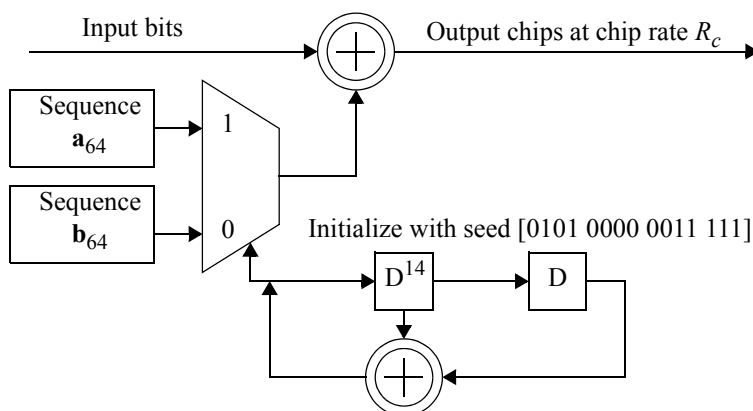 Input bits
Output chips at chip rate R_c
Sequence
a_64
1
Sequence
b_64
0
Initialize with seed [0101 0000 0011 111]
D^14
D